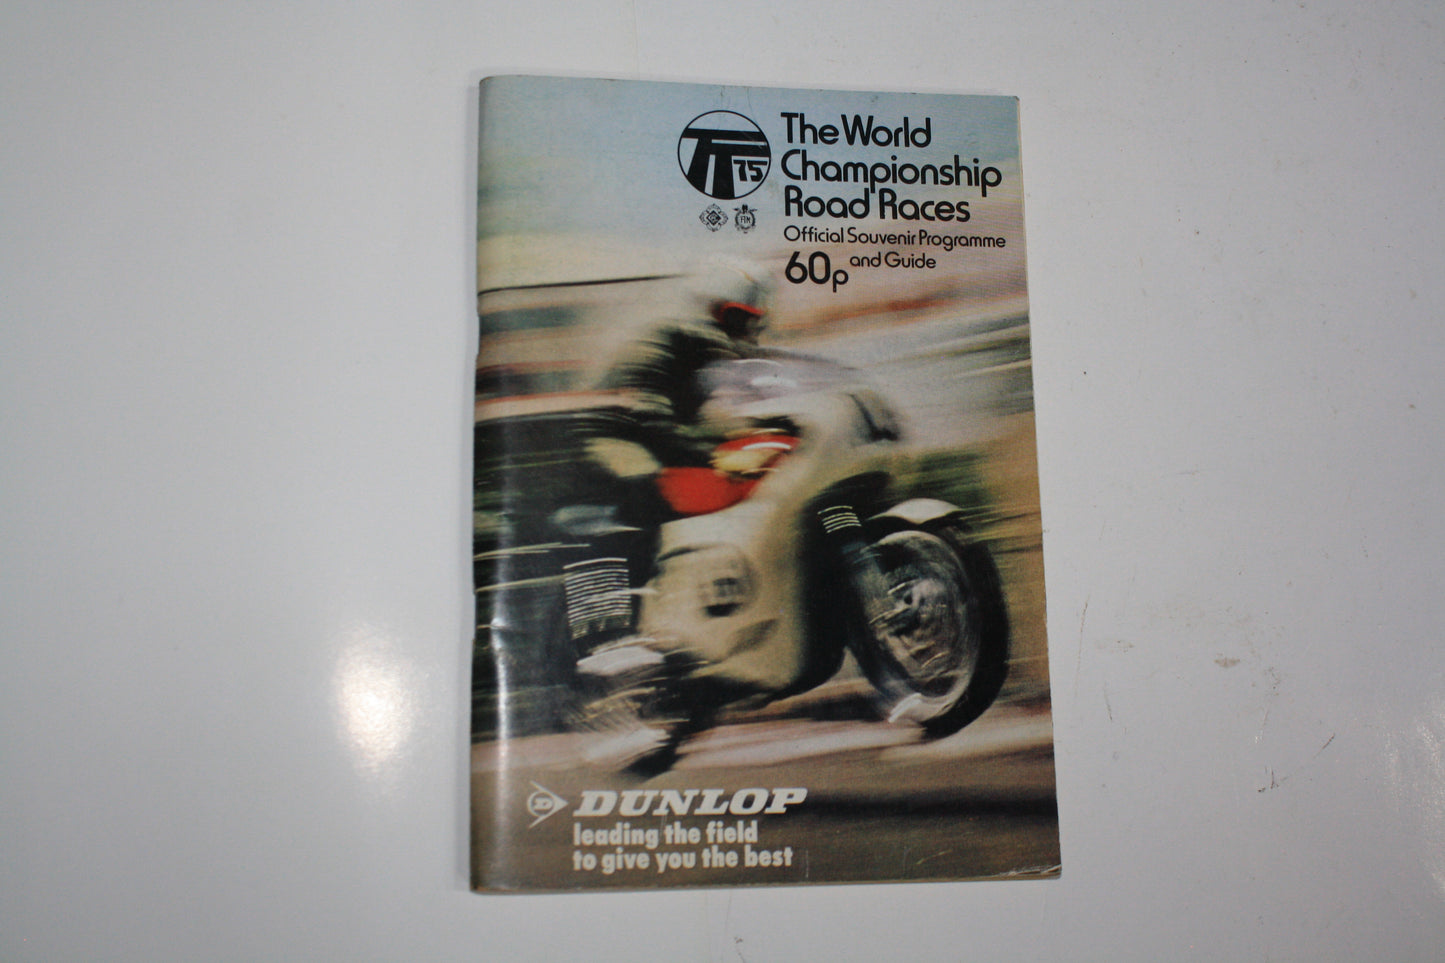 TT 75
The World
Championship
Road Races
Official Souvenir Programme
60p and Guide
FIM
D DUNLOP
leading the field
to give you the best